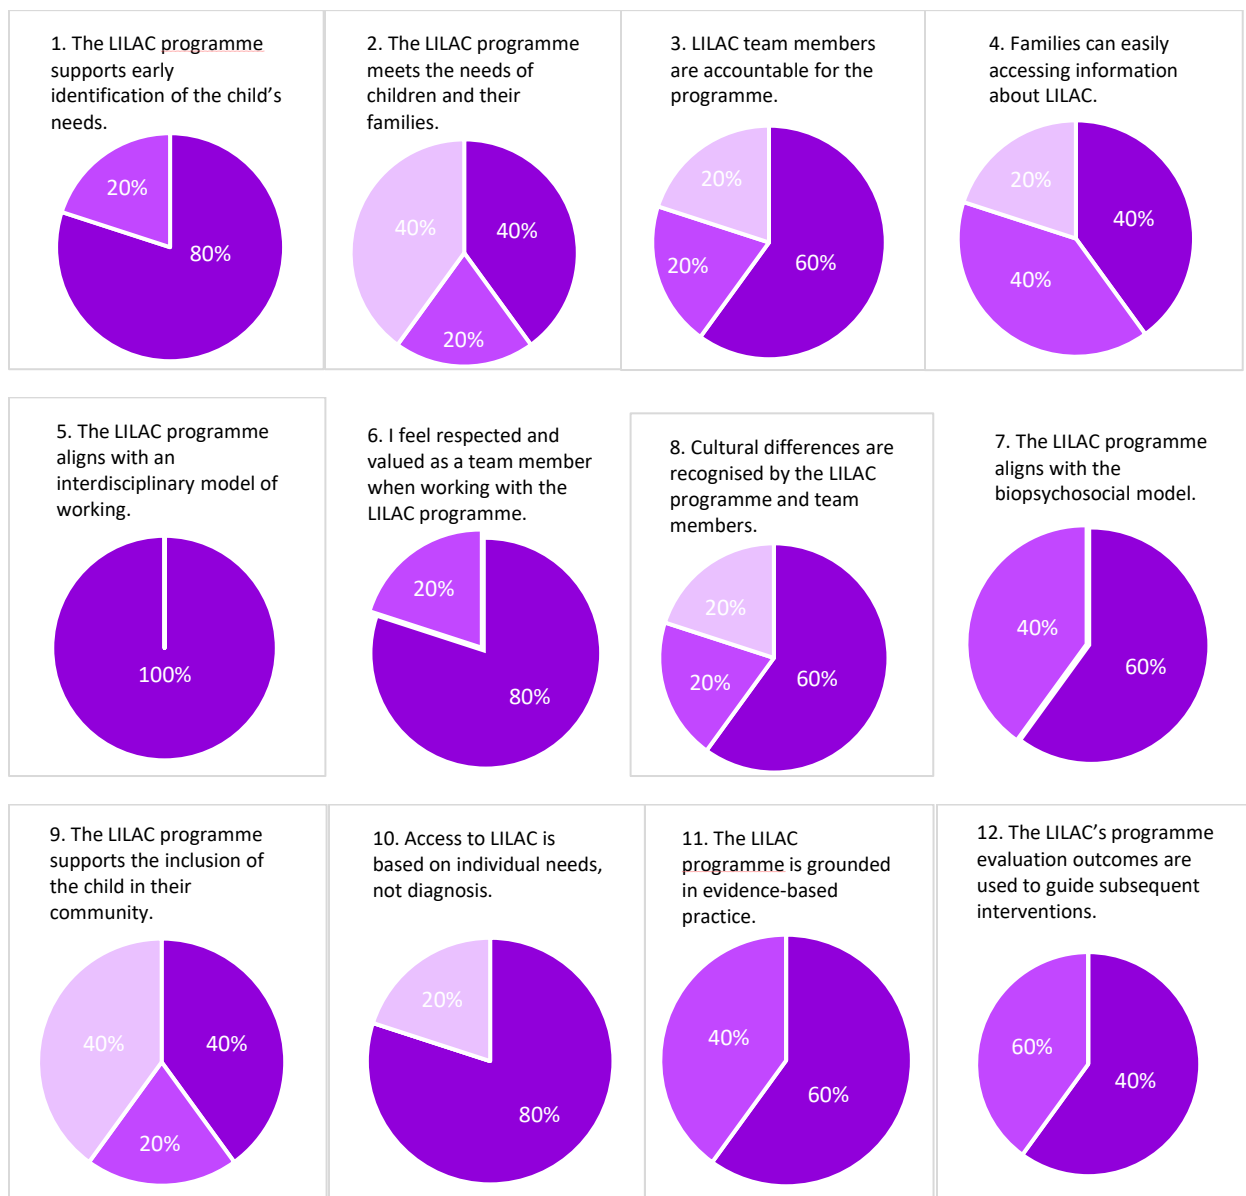 1. The LILAC programme
supports early
identification of the child’s
needs.
20%
80%
2. The LILAC programme
meets the needs of
children and their
families.
40%
40%
20%
3. LILAC team members
are accountable for the
programme.
20%
20%
60%
4. Families can easily
accessing information
about LILAC.
20%
40%
40%
5. The LILAC programme
aligns with an
interdisciplinary model of
working.
100%
6. I feel respected and
valued as a team member
when working with the
LILAC programme.
20%
80%
8. Cultural differences are
recognised by the LILAC
programme and team
members.
20%
20%
60%
7. The LILAC programme
aligns with the
biopsychosocial model.
40%
60%
9. The LILAC programme
supports the inclusion of
the child in their
community.
40%
40%
20%
10. Access to LILAC is
based on individual needs,
not diagnosis.
20%
80%
11. The LILAC
programme is grounded
in evidence-based
practice.
40%
60%
12. The LILAC’s programme
evaluation outcomes are
used to guide subsequent
interventions.
60%
40%